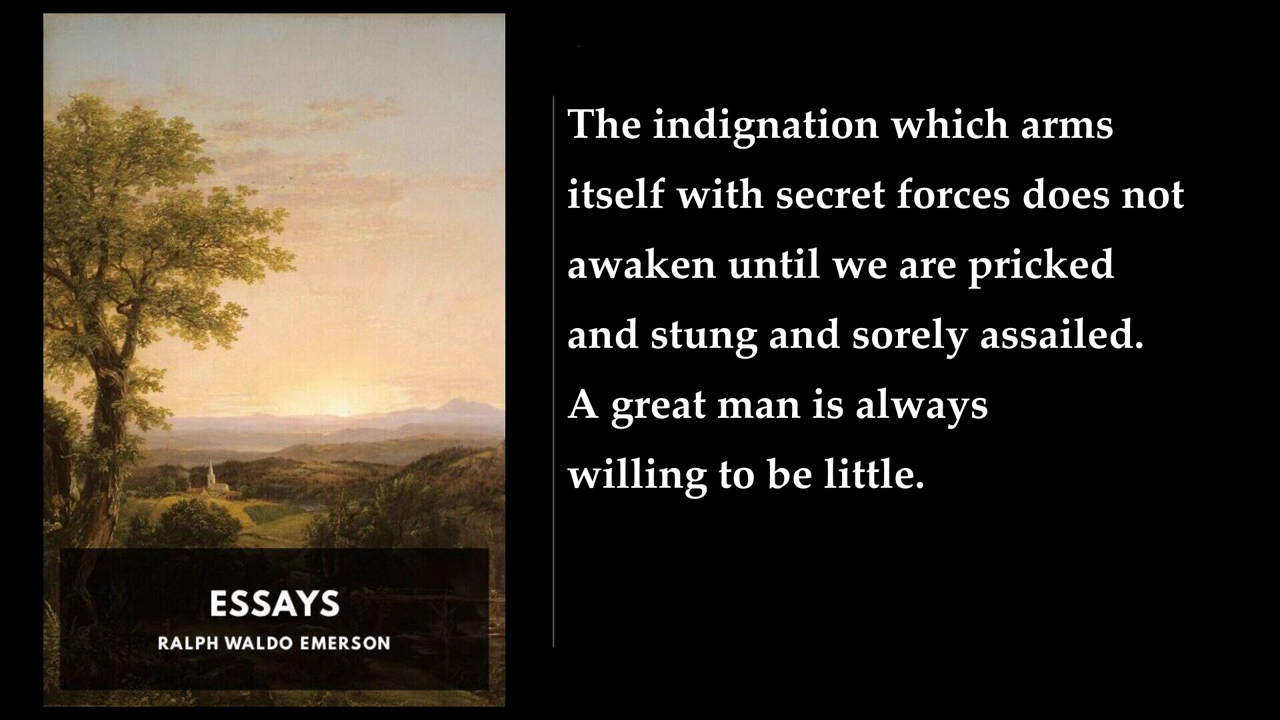 ESSAYS
RALPH WALDO EMERSON
The indignation which arms
itself with secret forces does not
awaken until we are pricked
and stung and sorely assailed.
A great man is always
willing to be little.